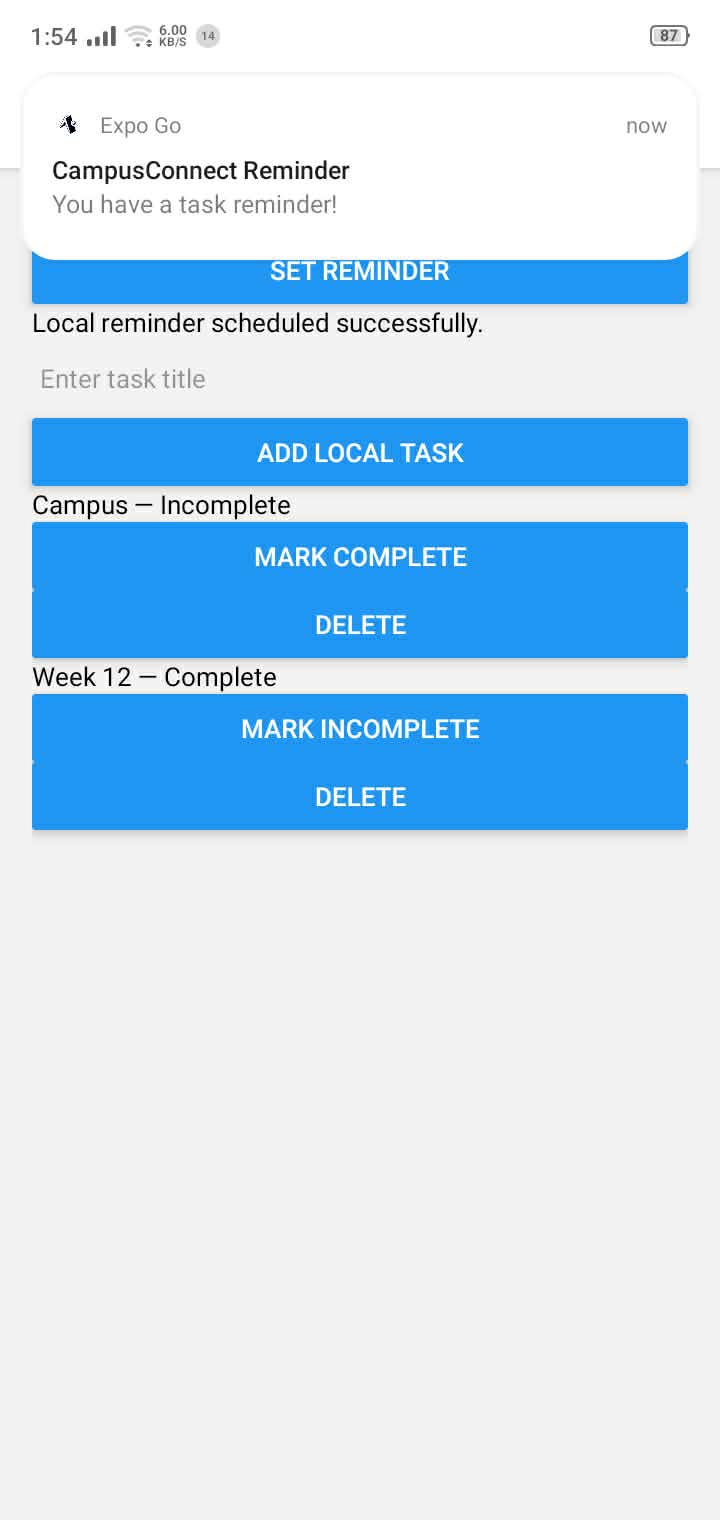 1:54 6.00 KB/S 14 87
Expo Go now
CampusConnect Reminder
You have a task reminder!
SET REMINDER
Local reminder scheduled successfully.
Enter task title
ADD LOCAL TASK
Campus — Incomplete
MARK COMPLETE
DELETE
Week 12 — Complete
MARK INCOMPLETE
DELETE